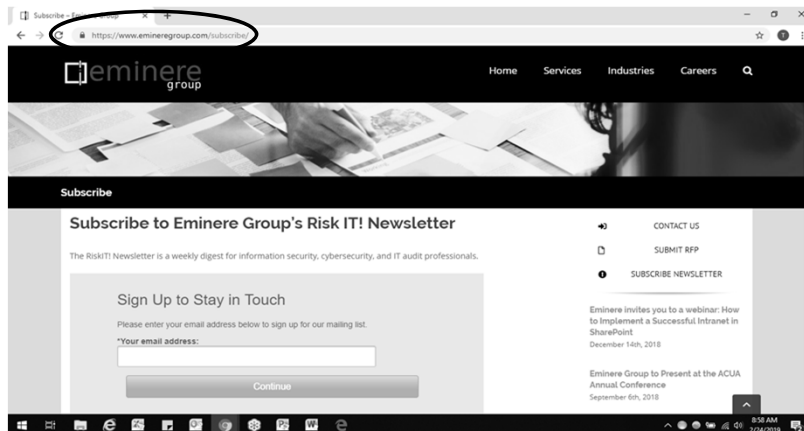 Subscribe - Eminere Group
https://www.emineregroup.com/subscribe/
eminere
group
Home Services Industries Careers
Subscribe
Subscribe to Eminere Group's Risk IT! Newsletter
The RiskIT! Newsletter is a weekly digest for information security, cybersecurity, and IT audit professionals.
Sign Up to Stay in Touch
Please enter your email address below to sign up for our mailing list.
*Your email address:
Continue
CONTACT US
SUBMIT RFP
SUBSCRIBE NEWSLETTER
Eminere invites you to a webinar: How
to Implement a Successful Intranet in
SharePoint
December 14th, 2018
Eminere Group to Present at the ACUA
Annual Conference
September 6th, 2018
8:58 AM
2/24/2019